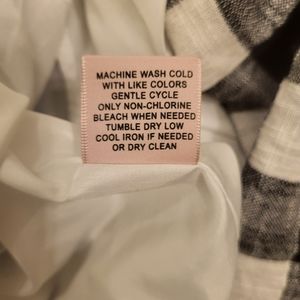 MACHINE WASH COLD
WITH LIKE COLORS
GENTLE CYCLE
ONLY NON-CHLORINE
BLEACH WHEN NEEDED
TUMBLE DRY LOW
COOL IRON IF NEEDED
OR DRY CLEAN